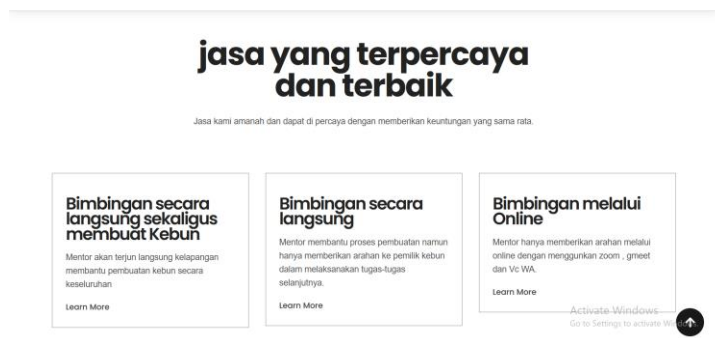 jasa yang terpercaya
dan terbaik
Jasa kami amanah dan dapat di percaya dengan memberikan keuntungan yang sama rata.
Bimbingan secara
langsung sekaligus
membuat Kebun
Mentor akan terjun langsung kelapangan
membantu pembuatan kebun secara
keseluruhan
Learn More
Bimbingan secara
langsung
Mentor membantu proses pembuatan namun
hanya memberikan arahan ke pemilik kebun
dalam melaksanakan tugas-tugas
selanjutnya.
Learn More
Bimbingan melalui
Online
Mentor hanya memberikan arahan melalui
online dengan menggunkan zoom , gmeet
dan Vc WA.
Learn More
Activate Windows
Go to Settings to activate Windows.